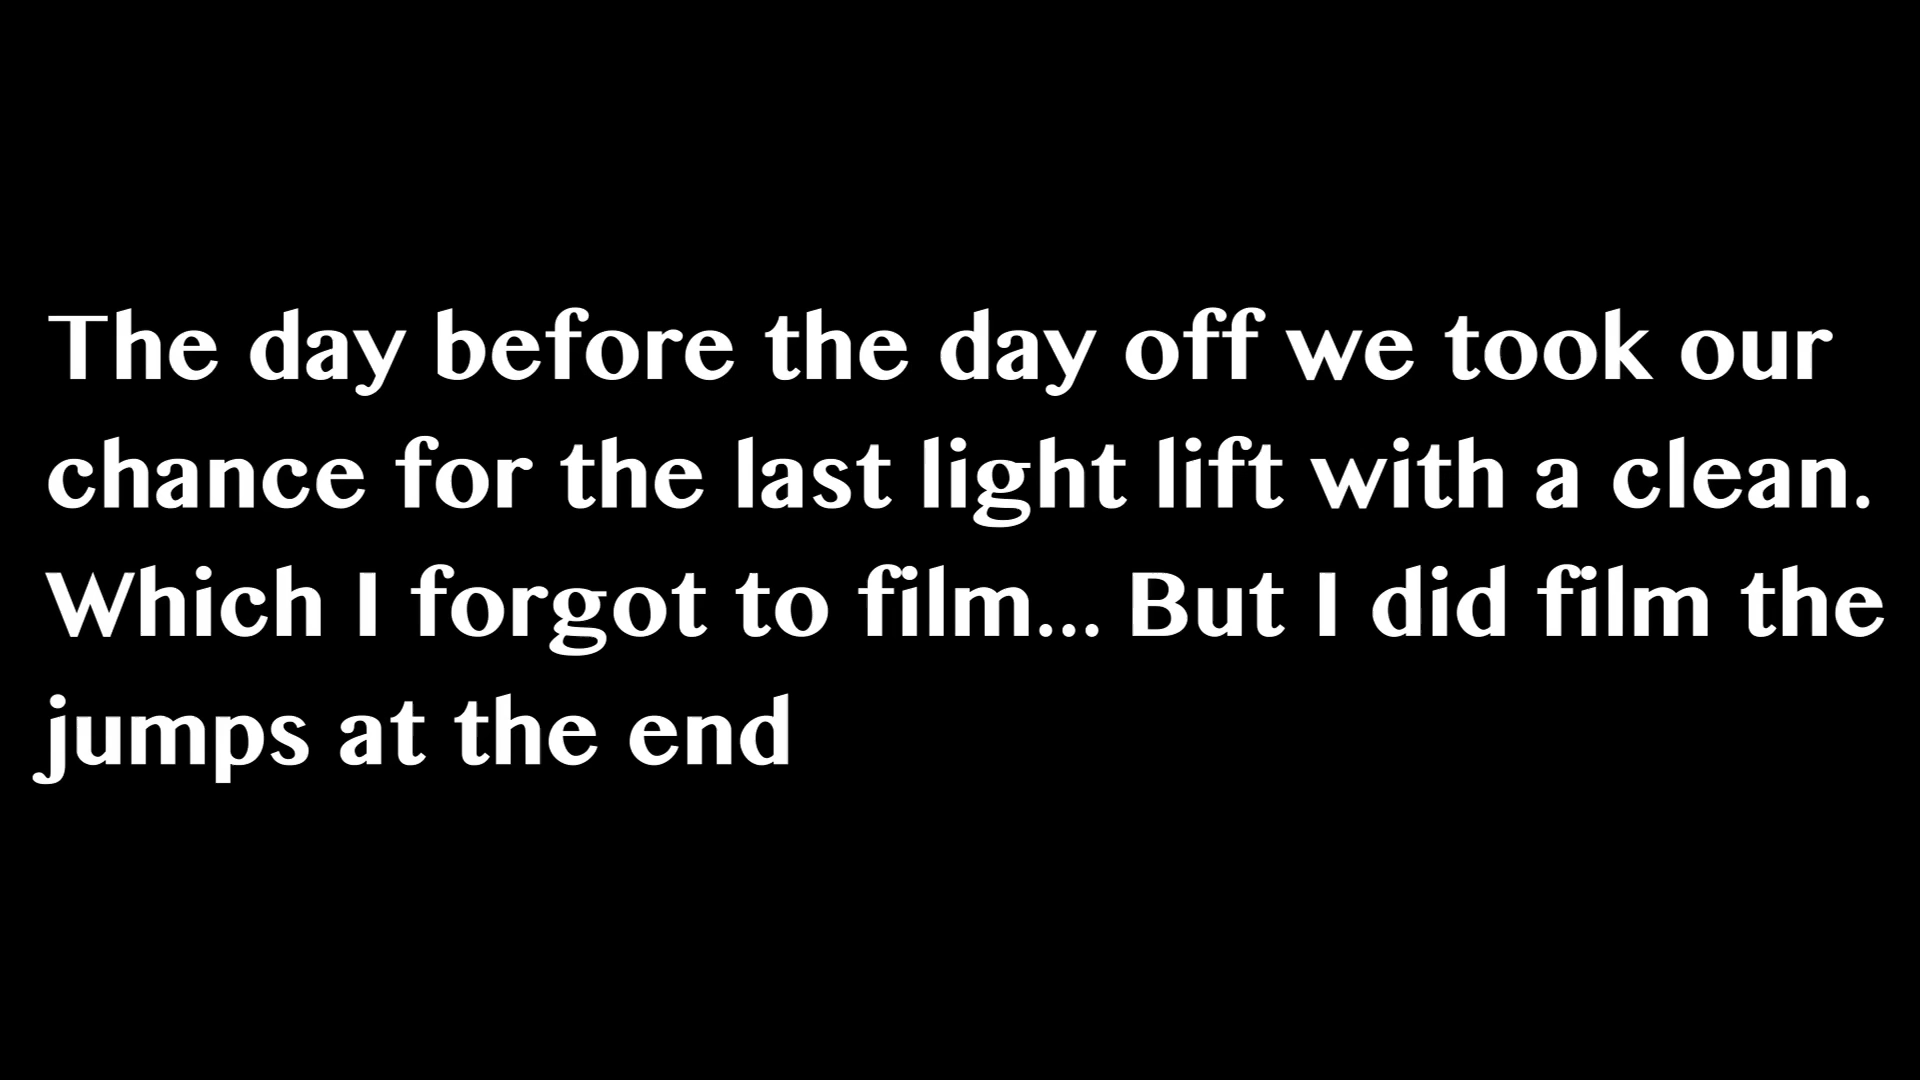 The day before the day off we took our
chance for the last light lift with a clean.
Which I forgot to film... But I did film the
jumps at the end